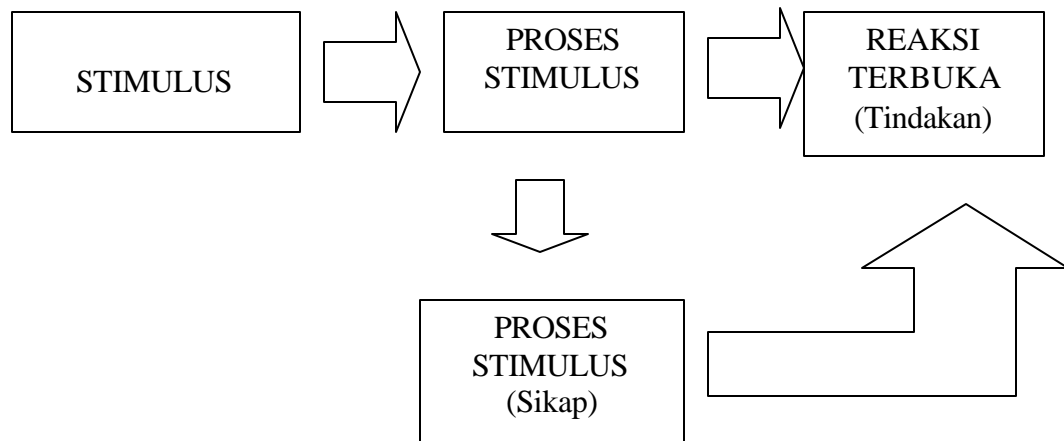 STIMULUS
PROSES
STIMULUS
REAKSI
TERBUKA
(Tindakan)
PROSES
STIMULUS
(Sikap)